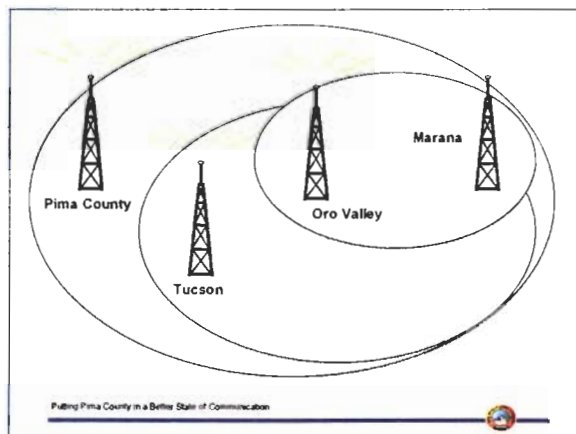 Marana
Pima County
Oro Valley
Tucson
Putting Pima County in a Better State of Communication